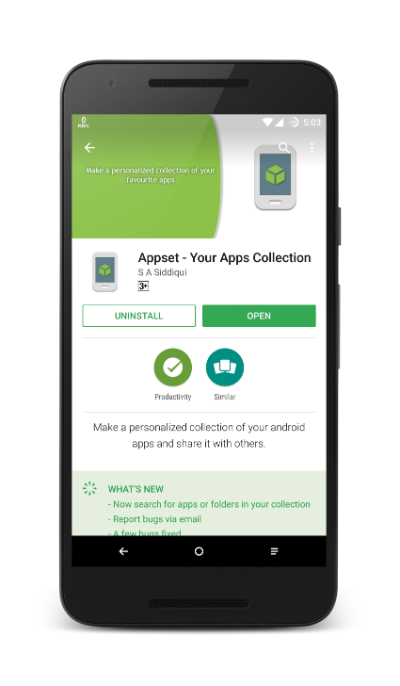 0
KB/s
5:03
Make a personalized collection of your
favourite apps
Appset - Your Apps Collection
S A Siddiqui
3+
UNINSTALL
OPEN
Productivity
Similar
Make a personalized collection of your android
apps and share it with others.
WHAT'S NEW
- Now search for apps or folders in your collection
- Report bugs via email
- A few bugs fixed